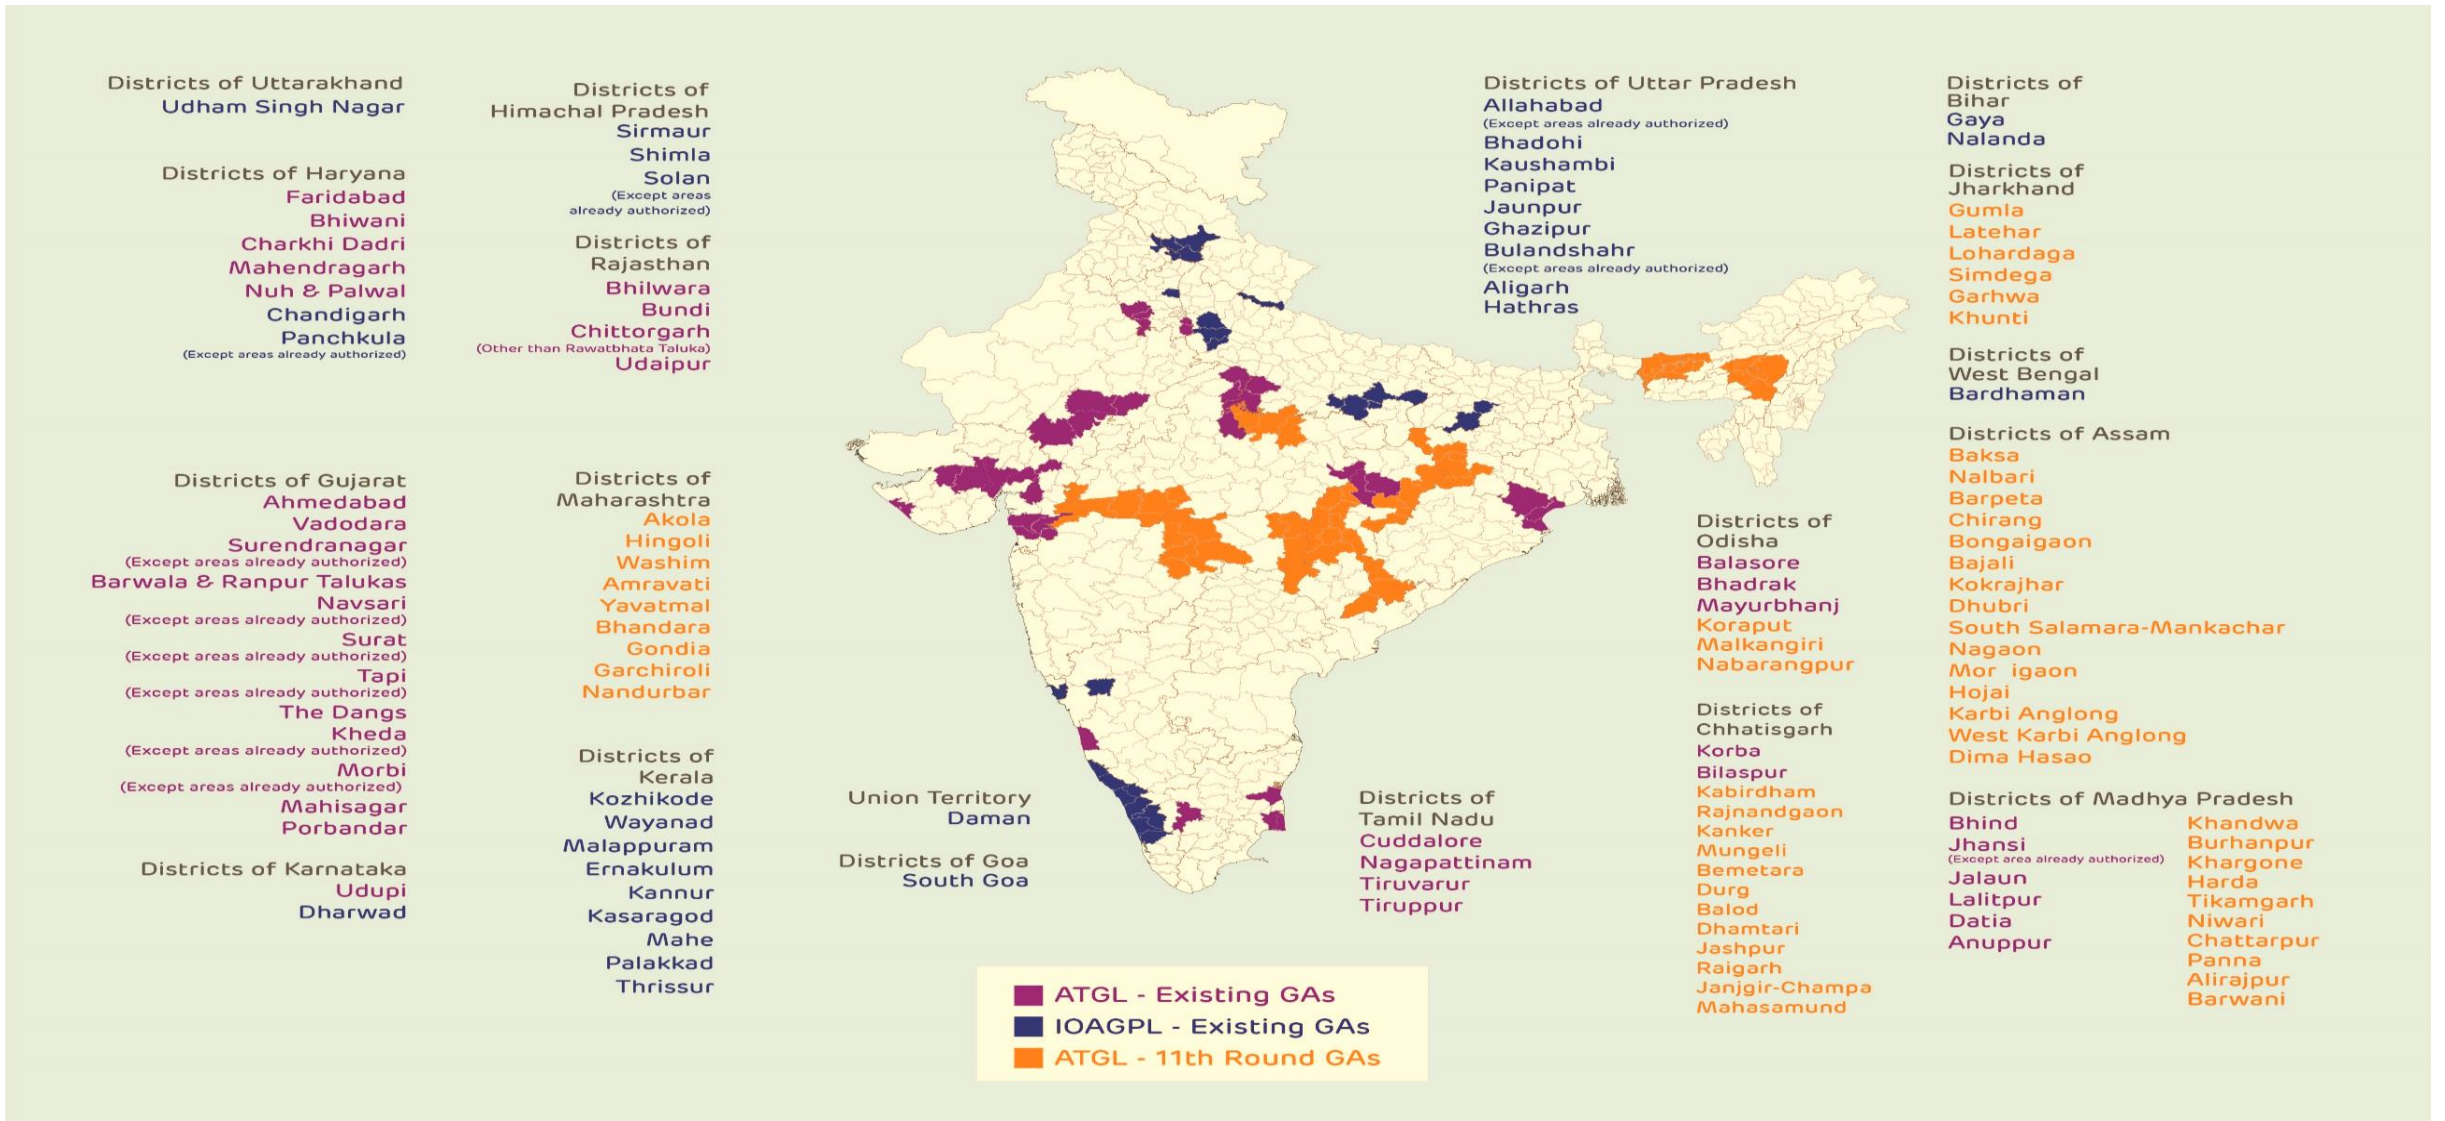 Districts of Uttarakhand
Udham Singh Nagar
Districts of Haryana
Faridabad
Bhiwani
Charkhi Dadri
Mahendragarh
Nuh & Palwal
Chandigarh
Panchkula
(Except areas already authorized)
Districts of Gujarat
Ahmedabad
Vadodara
Surendranagar
(Except areas already authorized)
Barwala & Ranpur Talukas
Navsari
(Except areas already authorized)
Surat
(Except areas already authorized)
Tapi
(Except areas already authorized)
The Dangs
Kheda
(Except areas already authorized)
Morbi
(Except areas already authorized)
Mahisagar
Porbandar
Districts of Karnataka
Udupi
Dharwad
Districts of
Himachal Pradesh
Sirmaur
Shimla
Solan
(Except areas
already authorized)
Districts of
Rajasthan
Bhilwara
Bundi
Chittorgarh
(Other than Rawatbhata Taluka)
Udaipur
Districts of
Maharashtra
Akola
Hingoli
Washim
Amravati
Yavatmal
Bhandara
Gondia
Garchiroli
Nandurbar
Districts of
Kerala
Kozhikode
Wayanad
Malappuram
Ernakulum
Kannur
Kasaragod
Mahe
Palakkad
Thrissur
Union Territory
Daman
Districts of Goa
South Goa
ATGL - Existing GAs
IOAGPL - Existing GAs
ATGL - 11th Round GAs
Districts of
Tamil Nadu
Cuddalore
Nagapattinam
Tiruvarur
Tiruppur
Districts of Uttar Pradesh
Allahabad
(Except areas already authorized)
Bhadohi
Kaushambi
Panipat
Jaunpur
Ghazipur
Bulandshahr
(Except areas already authorized)
Aligarh
Hathras
Districts of
Odisha
Balasore
Bhadrak
Mayurbhanj
Koraput
Malkangiri
Nabarangpur
Districts of
Chhatisgarh
Korba
Bilaspur
Kabirdham
Rajnandgaon
Kanker
Mungeli
Bemetara
Durg
Balod
Dhamtari
Jashpur
Raigarh
Janjgir-Champa
Mahasamund
Districts of
Bihar
Gaya
Nalanda
Districts of
Jharkhand
Gumla
Latehar
Lohardaga
Simdega
Garhwa
Khunti
Districts of
West Bengal
Bardhaman
Districts of Assam
Baksa
Nalbari
Barpeta
Chirang
Bongaigaon
Bajali
Kokrajhar
Dhubri
South Salamara-Mankachar
Nagaon
Mor igaon
Hojai
Karbi Anglong
West Karbi Anglong
Dima Hasao
Districts of Madhya Pradesh
Bhind
Jhansi
(Except area already authorized)
Jalaun
Lalitpur
Datia
Anuppur
Khandwa
Burhanpur
Khargone
Harda
Tikamgarh
Niwari
Chattarpur
Panna
Alirajpur
Barwani